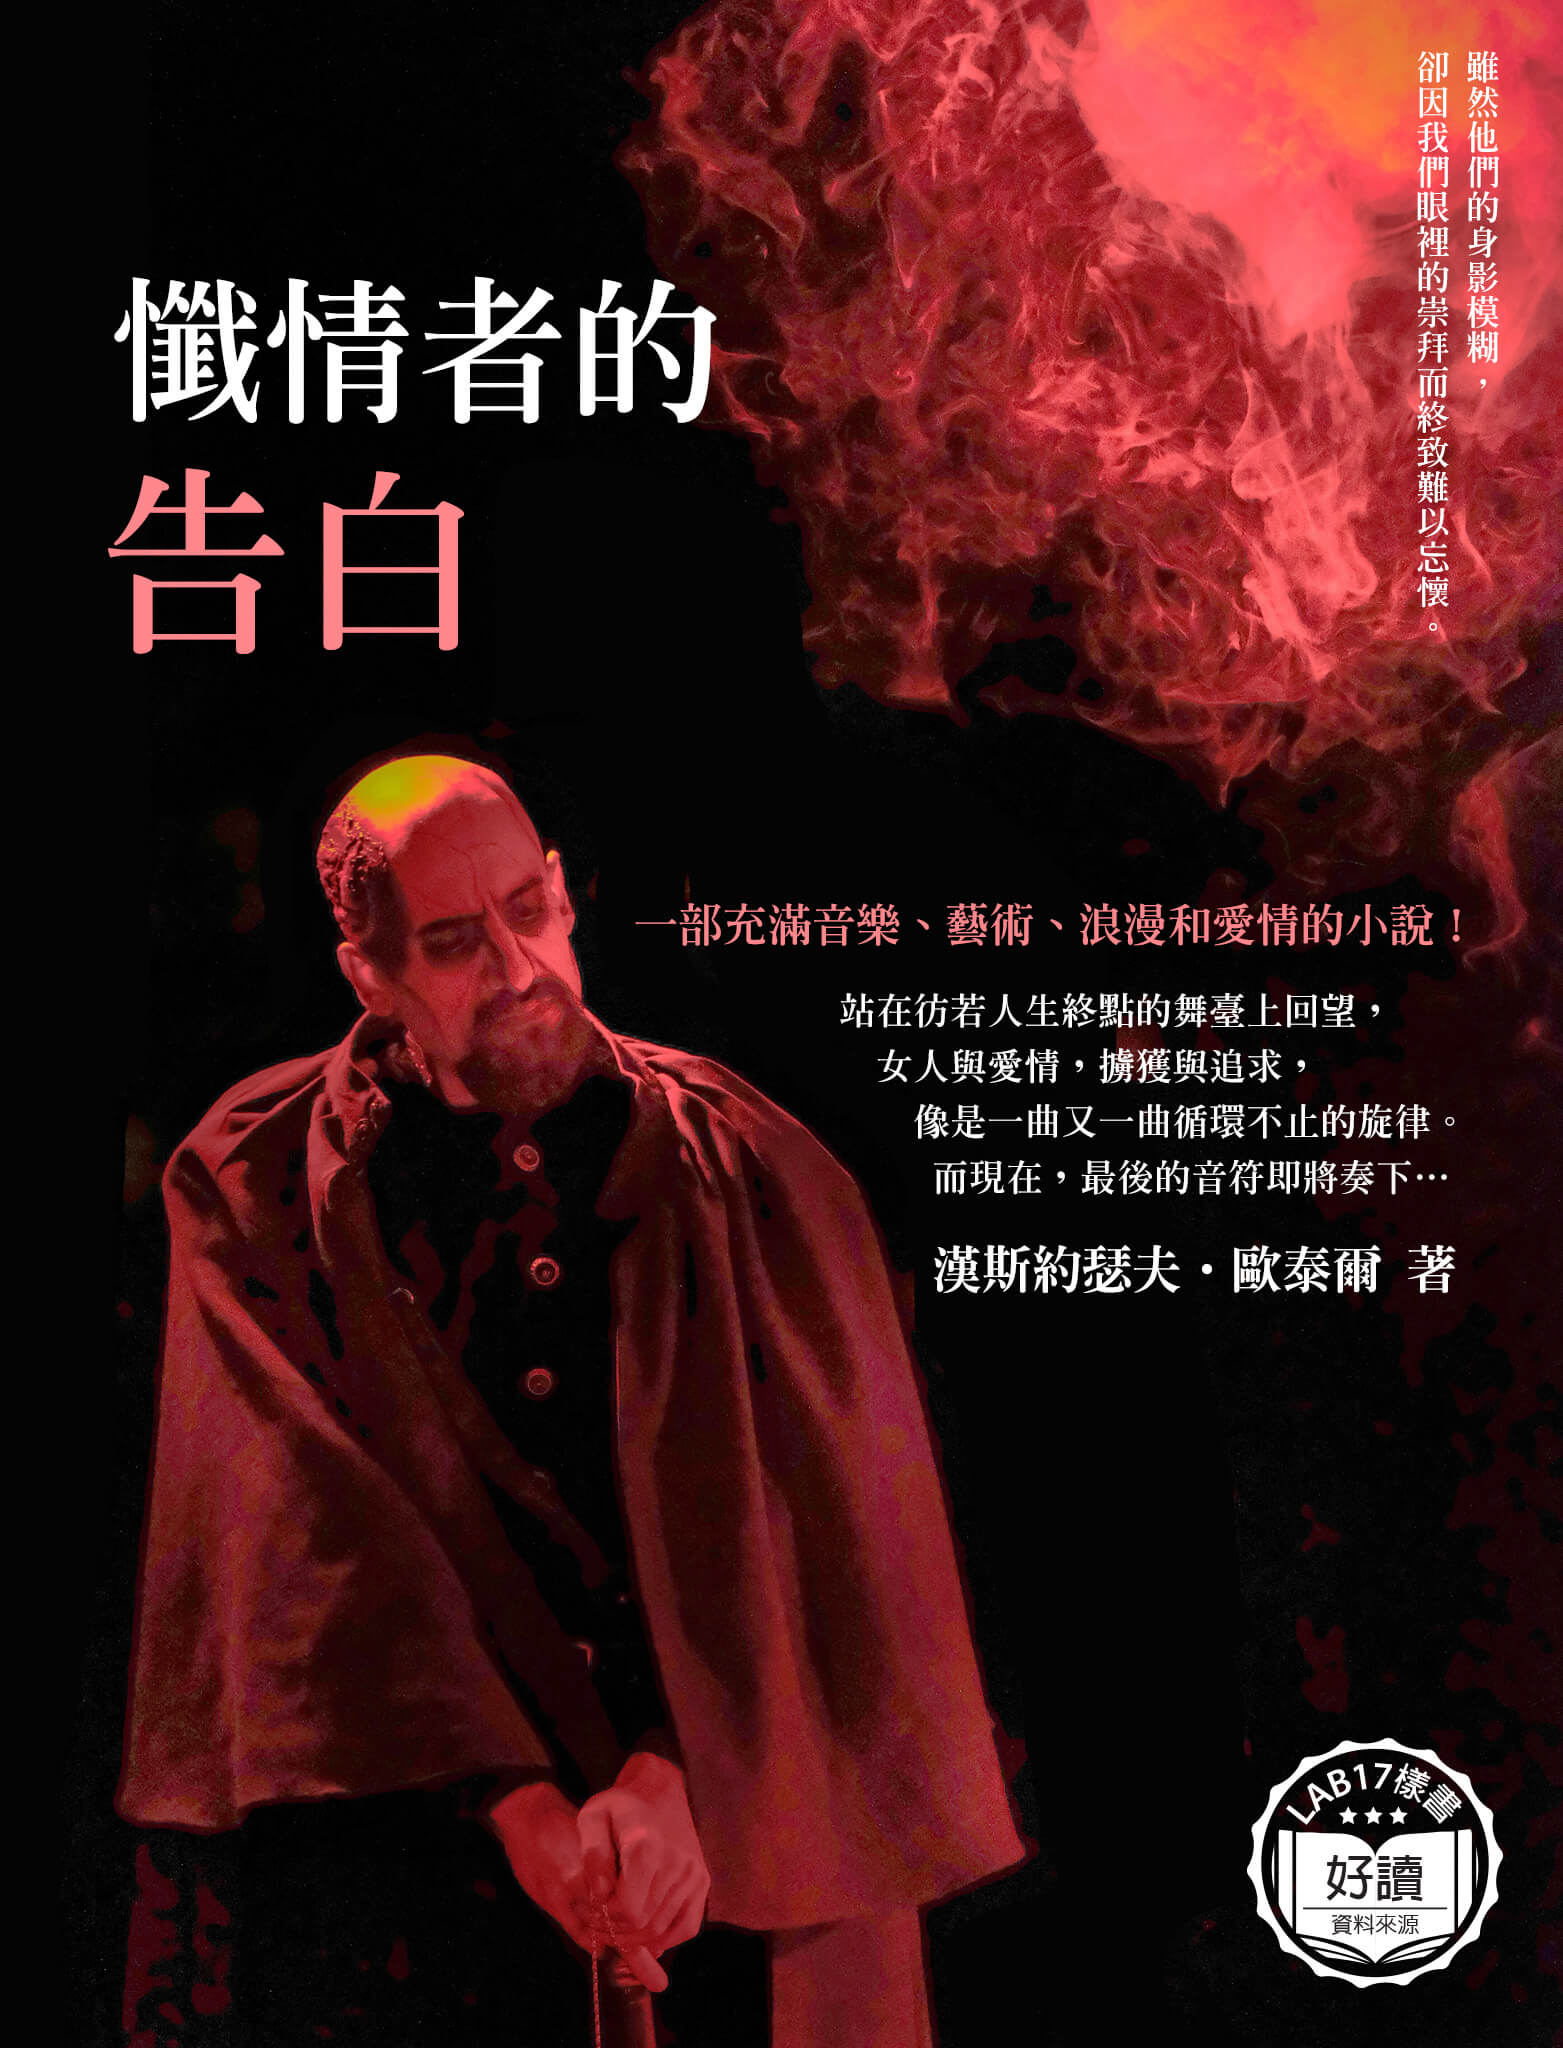 雖然他們的身影模糊，
卻因我們眼裡的崇拜而終致難以忘懷。
懺情者的
告白
一部充滿音樂、藝術、浪漫和愛情的小說！
站在彷若人生終點的舞臺上回望，
女人與愛情，擄獲與追求，
像是一曲又一曲循環不止的旋律。
而現在，最後的音符即將奏下…
漢斯約瑟夫・歐泰爾 著
LAB17樣書
好讀
資料來源